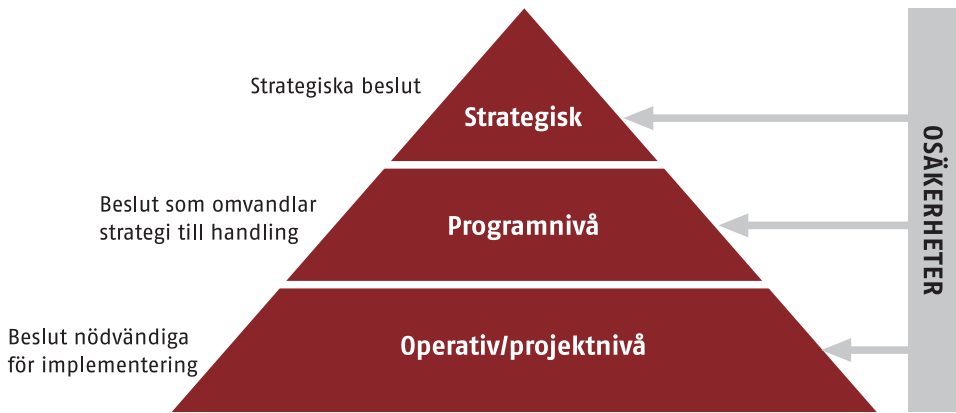 Strategiska beslut
Strategisk
Beslut som omvandlar
strategi till handling
Programnivå
Beslut nödvändiga
för implementering
Operativ/projektnivå
OSÄKERHETER